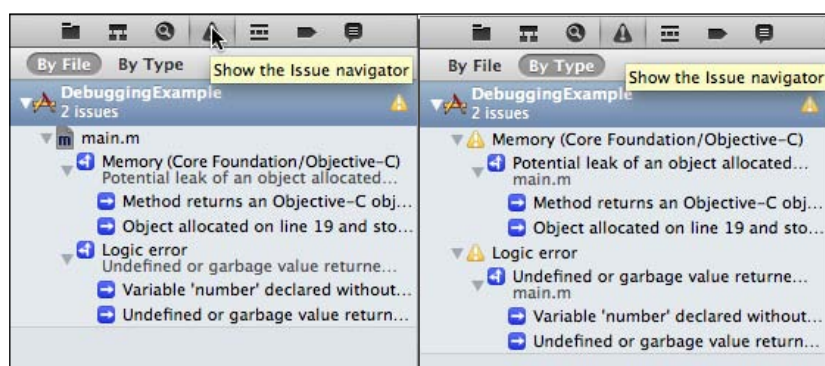 By File By Type
Show the Issue navigator
DebuggingExample
2 issues
main.m
Memory (Core Foundation/Objective-C)
Potential leak of an object allocated...
Method returns an Objective-C obj...
Object allocated on line 19 and sto...
Logic error
Undefined or garbage value returne...
Variable 'number' declared without...
Undefined or garbage value return...
By File By Type
Show the Issue navigator
DebuggingExample
2 issues
Memory (Core Foundation/Objective-C)
Potential leak of an object allocated...
main.m
Method returns an Objective-C obj...
Object allocated on line 19 and sto...
Logic error
Undefined or garbage value returne...
main.m
Variable 'number' declared without...
Undefined or garbage value return...